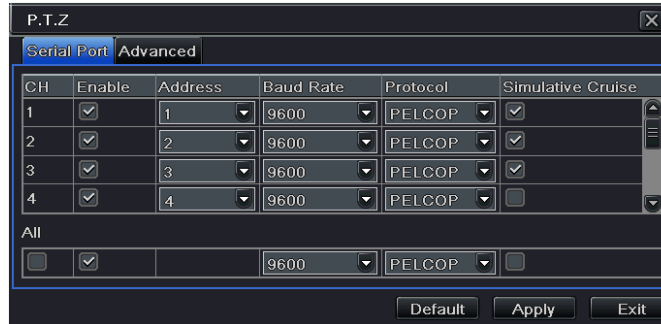 P.T.Z
Serial Port Advanced
CH Enable Address Baud Rate Protocol Simulative Cruise
1 1 9600 PELCOP
2 2 9600 PELCOP
3 3 9600 PELCOP
4 4 9600 PELCOP
All
9600 PELCOP
Default Apply Exit